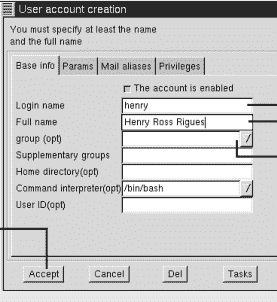 User account creation
You must specify at least the name
and the full name
Base info Params Mail aliases Privileges
The account is enabled
Login name henry
Full name Henry Ross Rigues
group (opt)
Supplementary groups
Home directory(opt)
Command interpreter(opt) /bin/bash
User ID(opt)
Accept Cancel Del Tasks